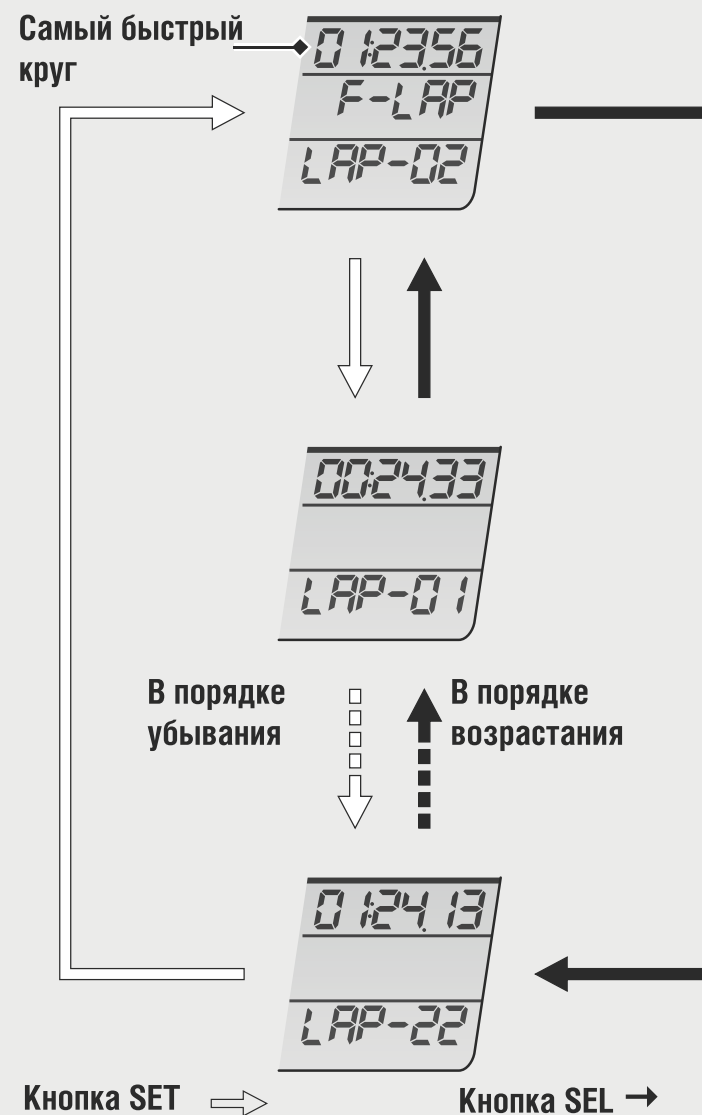 Самый быстрый
круг
01:23.56
F-LAP
LAP-02
00:24.33
LAP-01
В порядке
убывания
В порядке
возрастания
01:24.13
LAP-22
Кнопка SET
Кнопка SEL